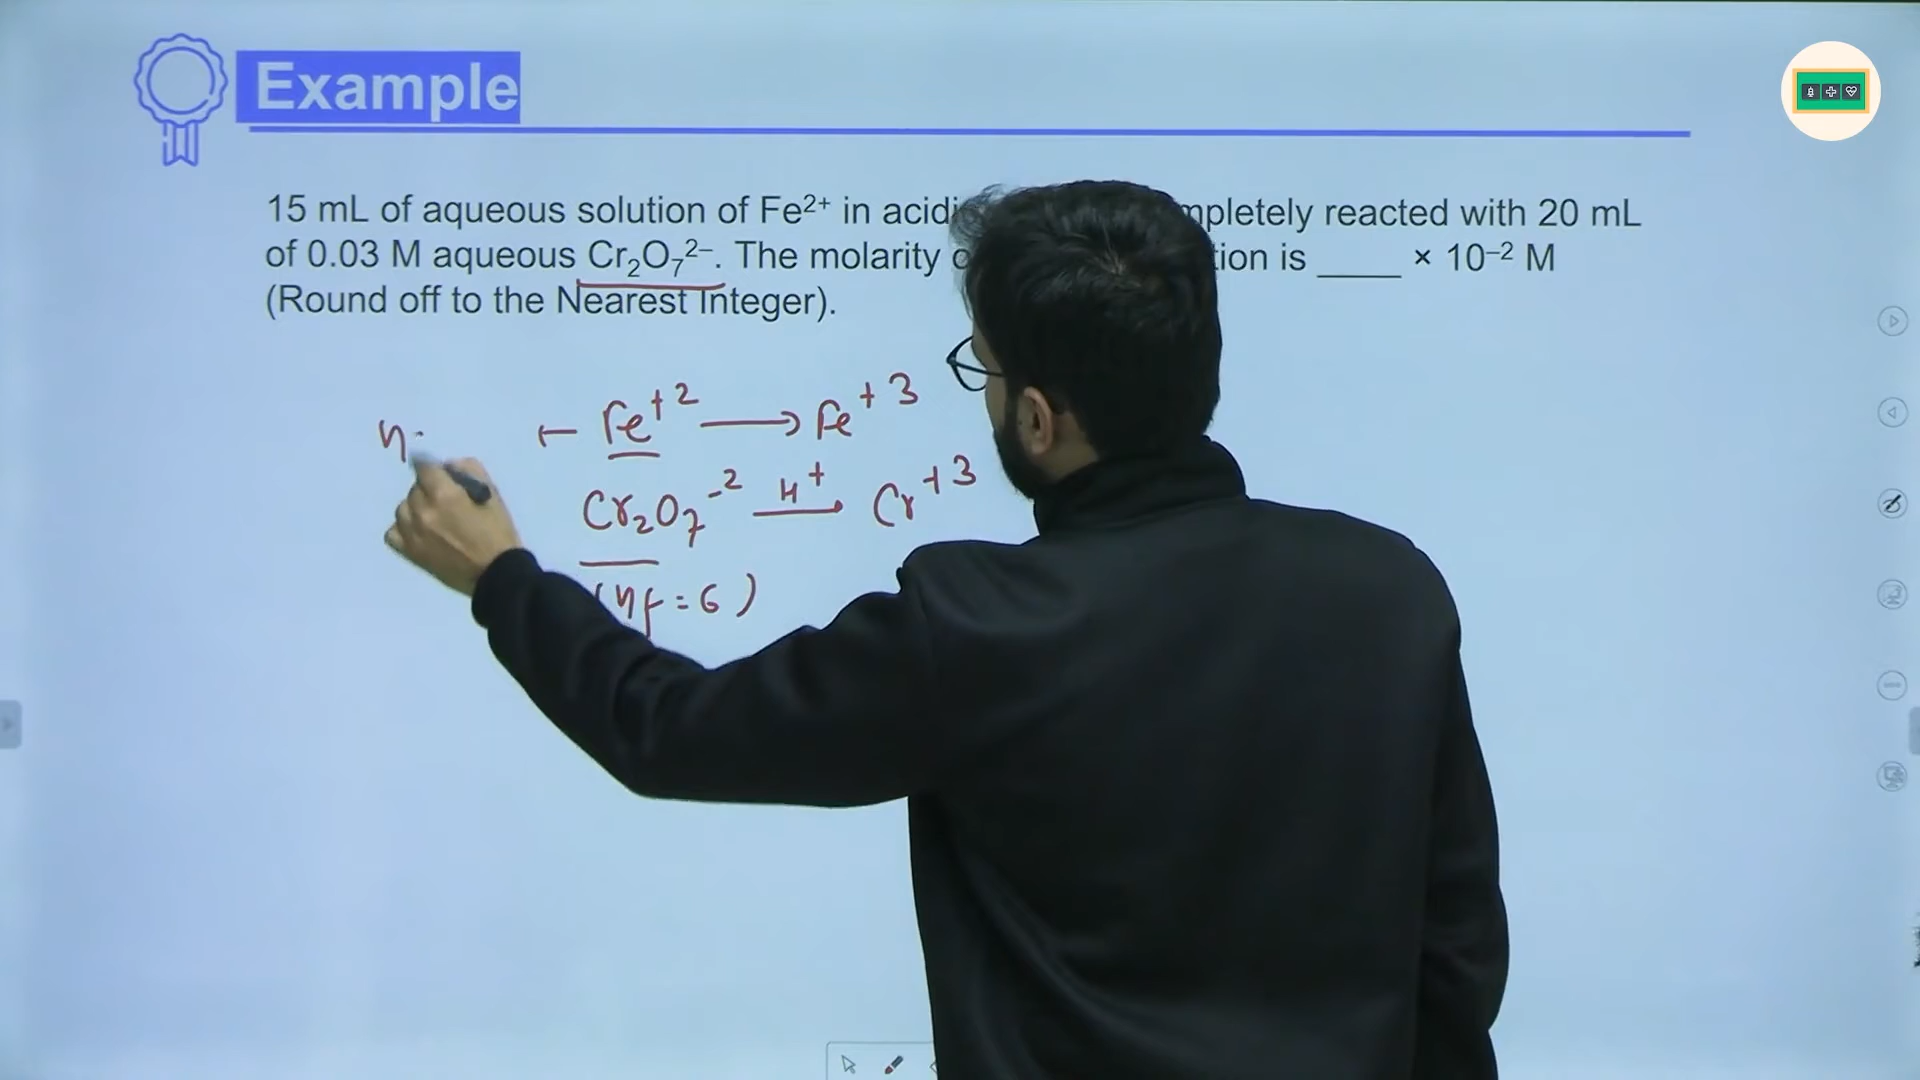 Example
15 mL of aqueous solution of Fe²⁺ in acidi mpletely reacted with 20 mL
of 0.03 M aqueous Cr₂O₇²⁻. The molarity o tion is ____ × 10⁻² M
(Round off to the Nearest Integer).
η ← Fe⁺² → Fe⁺³
Cr₂O₇⁻² H⁺→ Cr⁺³
(ηf = 6)